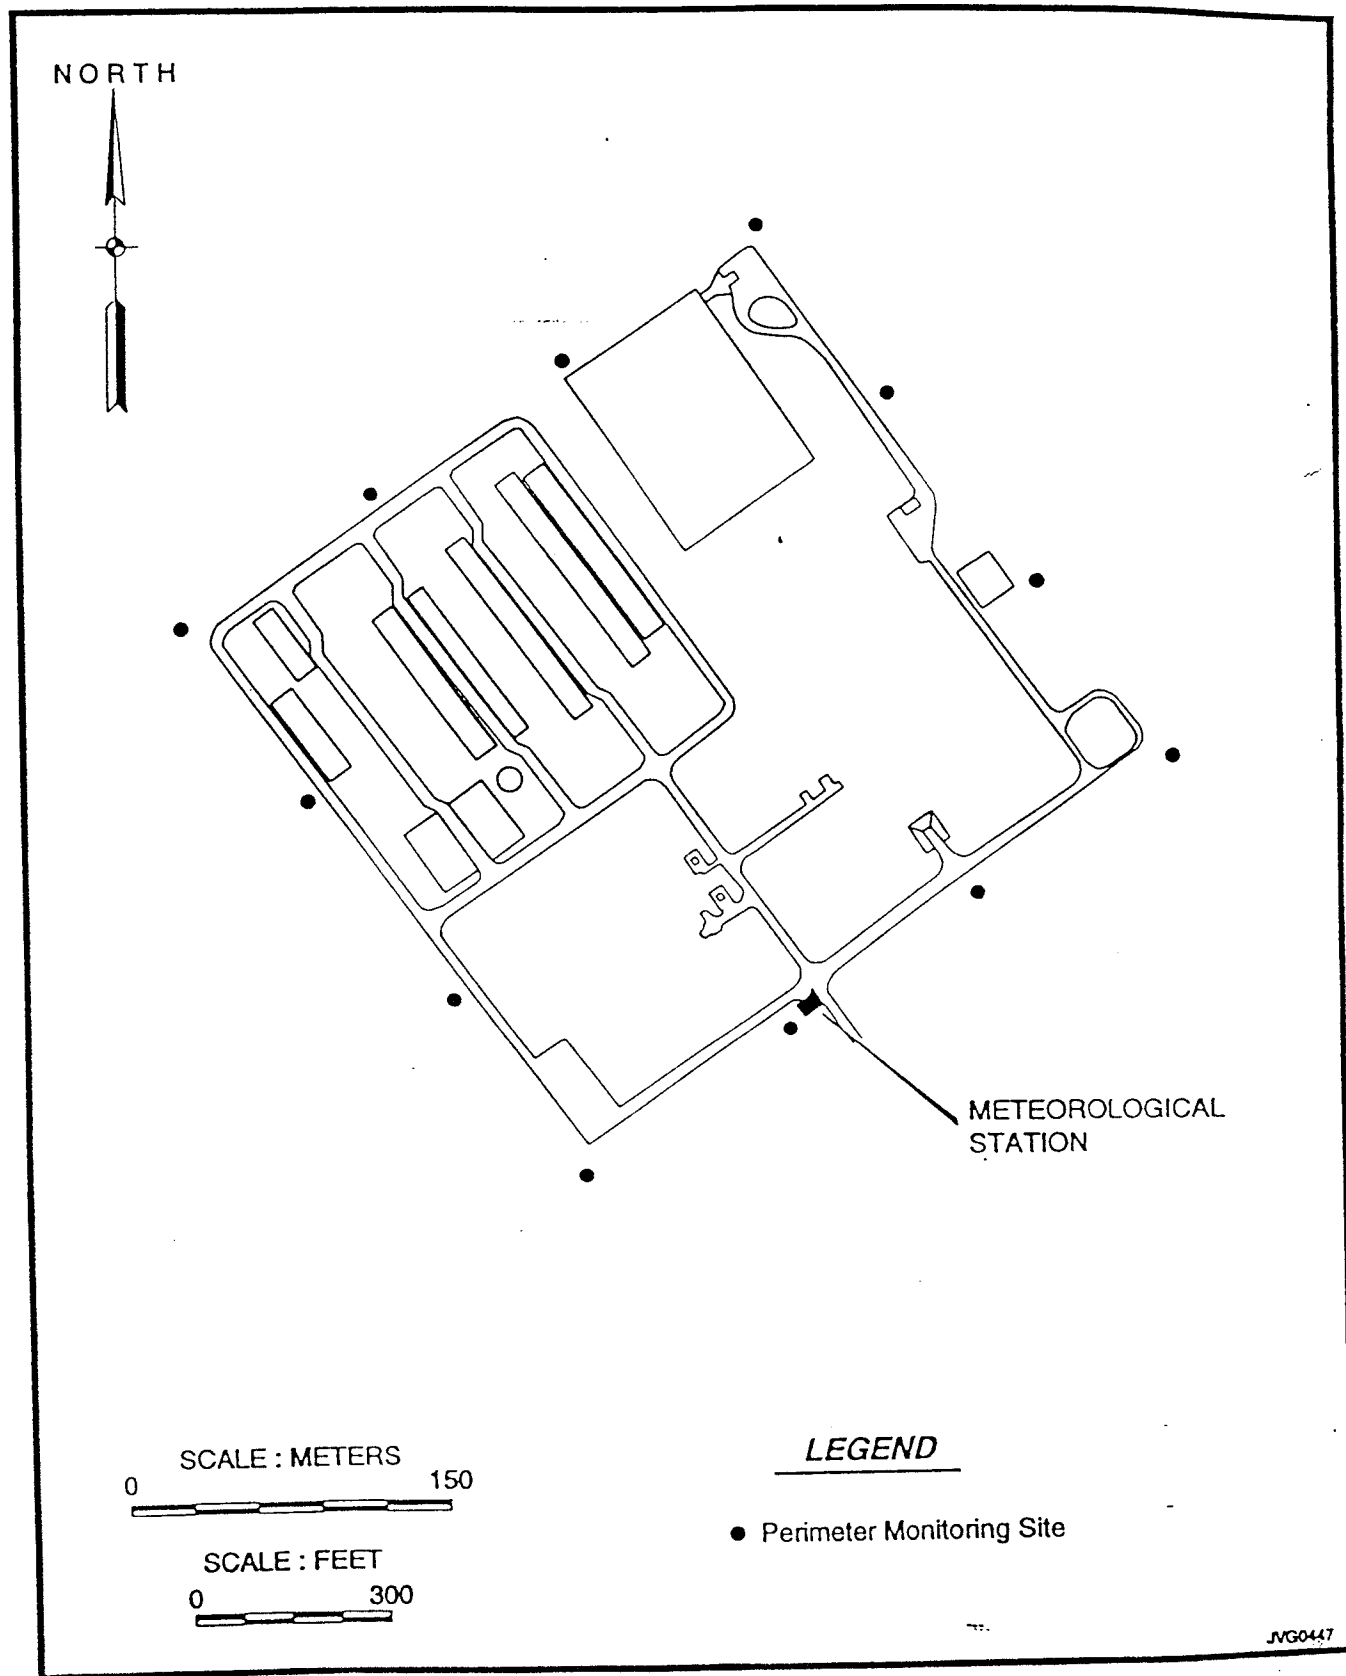 NORTH
METEOROLOGICAL
STATION
SCALE : METERS
0 150
SCALE : FEET
0 300
LEGEND
Perimeter Monitoring Site
JVG0447